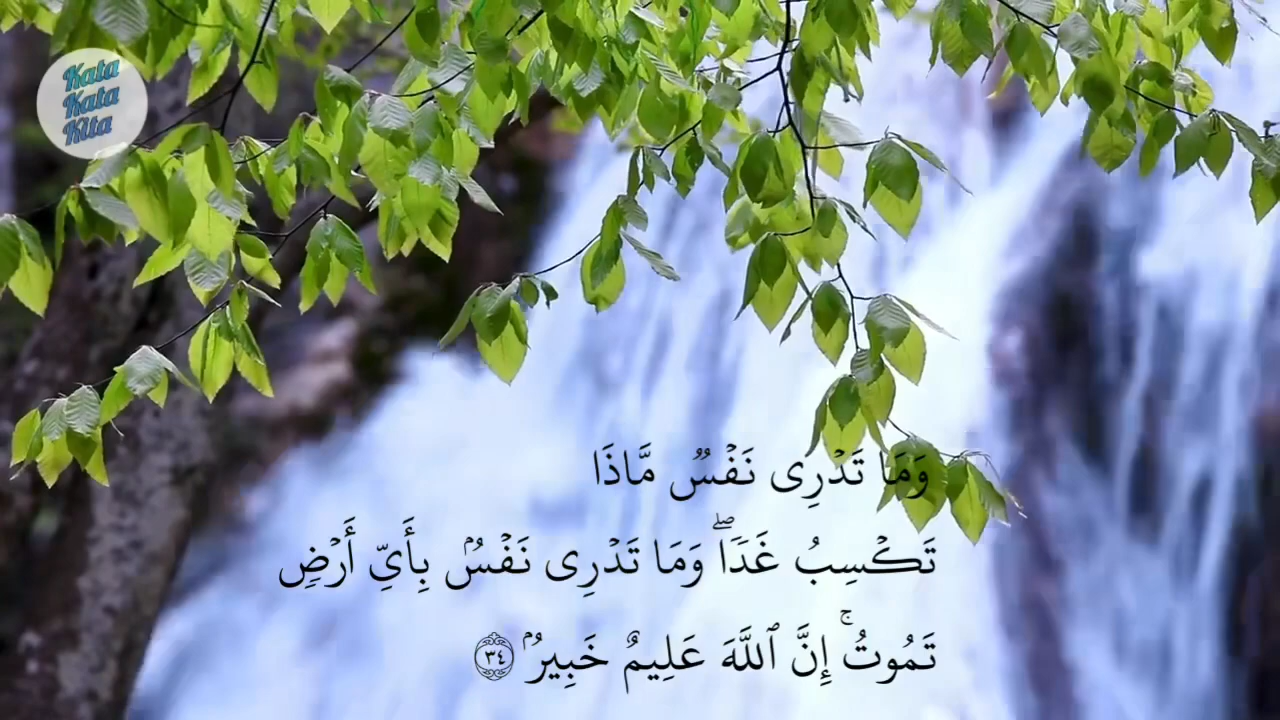 Kata
Kata
Kita
وَمَا تَدْرِى نَفْسٌ مَّاذَا
تَكْسِبُ غَدًا ۖ وَمَا تَدْرِى نَفْسٌۢ بِأَىِّ أَرْضٍ
تَمُوتُ ۚ إِنَّ ٱللَّهَ عَلِيمٌ خَبِيرٌۢ ٣٤